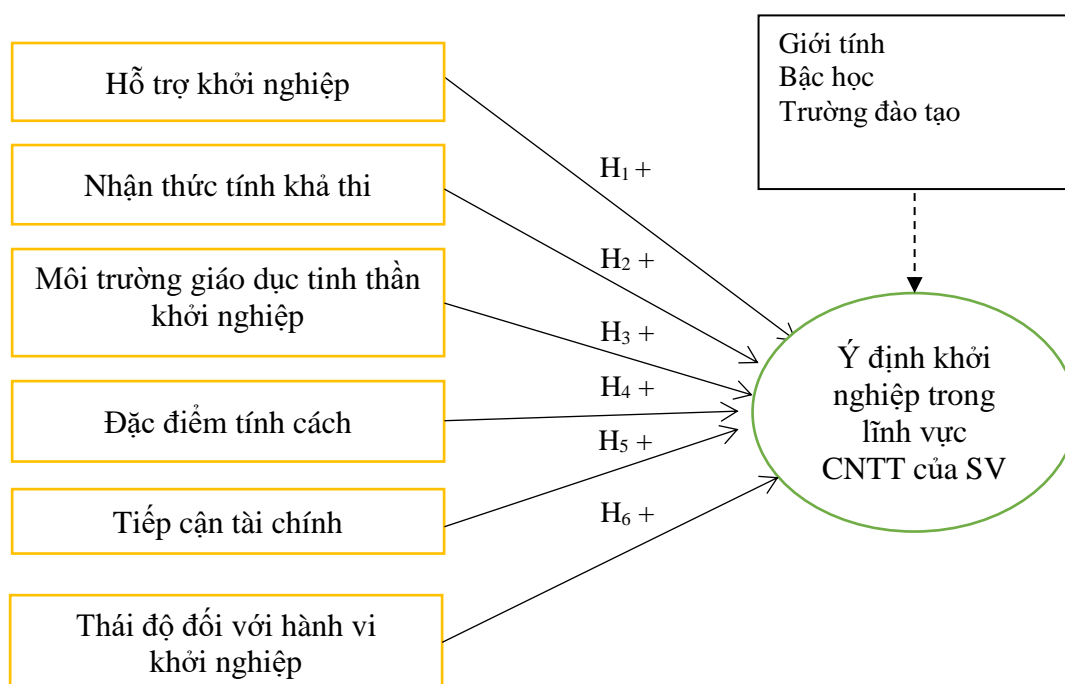 Hỗ trợ khởi nghiệp
Nhận thức tính khả thi
Môi trường giáo dục tinh thần
khởi nghiệp
Đặc điểm tính cách
Tiếp cận tài chính
Thái độ đối với hành vi
khởi nghiệp
H₁ +
H₂ +
H₃ +
H₄ +
H₅ +
H₆ +
Giới tính
Bậc học
Trường đào tạo
Ý định khởi
nghiệp trong
lĩnh vực
CNTT của SV